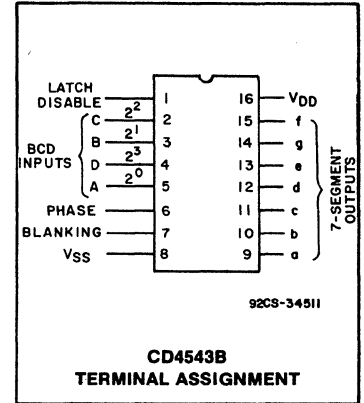 LATCH
DISABLE 1 16 VDD
C 2² 2 15 f
B 2¹ 3 14 g
BCD
INPUTS
D 2³ 4 13 e
A 2⁰ 5 12 d
PHASE 6 11 c
BLANKING 7 10 b
VSS 8 9 a
7-SEGMENT
OUTPUTS
92CS-34511
CD4543B
TERMINAL ASSIGNMENT